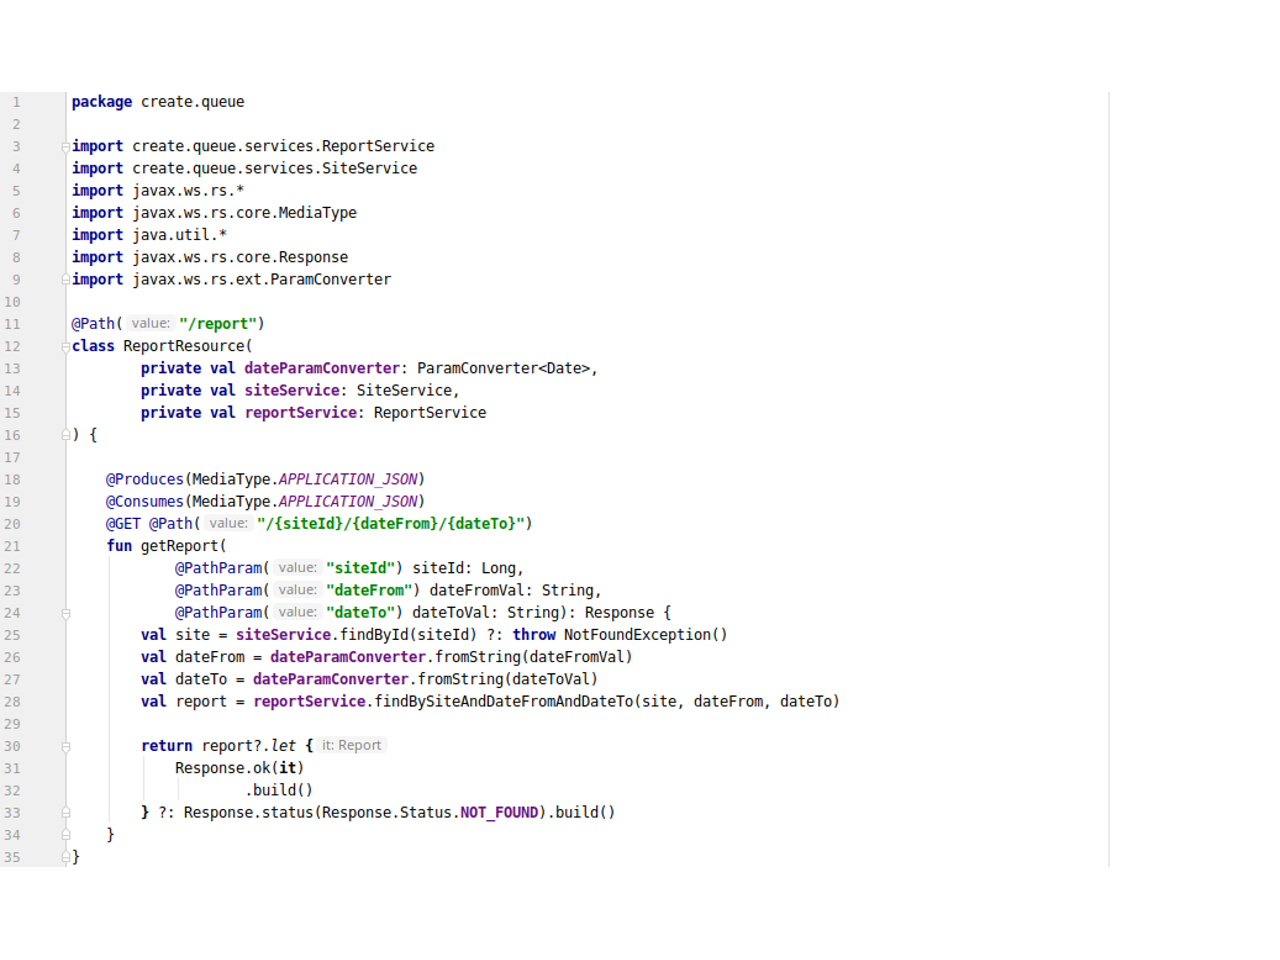 1 package create.queue
2
3 import create.queue.services.ReportService
4 import create.queue.services.SiteService
5 import javax.ws.rs.*
6 import javax.ws.rs.core.MediaType
7 import java.util.*
8 import javax.ws.rs.core.Response
9 import javax.ws.rs.ext.ParamConverter
10
11 @Path( value: "/report")
12 class ReportResource(
13         private val dateParamConverter: ParamConverter<Date>,
14         private val siteService: SiteService,
15         private val reportService: ReportService
16 ) {
17
18     @Produces(MediaType.APPLICATION_JSON)
19     @Consumes(MediaType.APPLICATION_JSON)
20     @GET @Path( value: "/{siteId}/{dateFrom}/{dateTo}")
21     fun getReport(
22             @PathParam( value: "siteId") siteId: Long,
23             @PathParam( value: "dateFrom") dateFromVal: String,
24             @PathParam( value: "dateTo") dateToVal: String): Response {
25         val site = siteService.findById(siteId) ?: throw NotFoundException()
26         val dateFrom = dateParamConverter.fromString(dateFromVal)
27         val dateTo = dateParamConverter.fromString(dateToVal)
28         val report = reportService.findBySiteAndDateFromAndDateTo(site, dateFrom, dateTo)
29
30         return report?.let { it: Report
31             Response.ok(it)
32                     .build()
33         } ?: Response.status(Response.Status.NOT_FOUND).build()
34     }
35 }